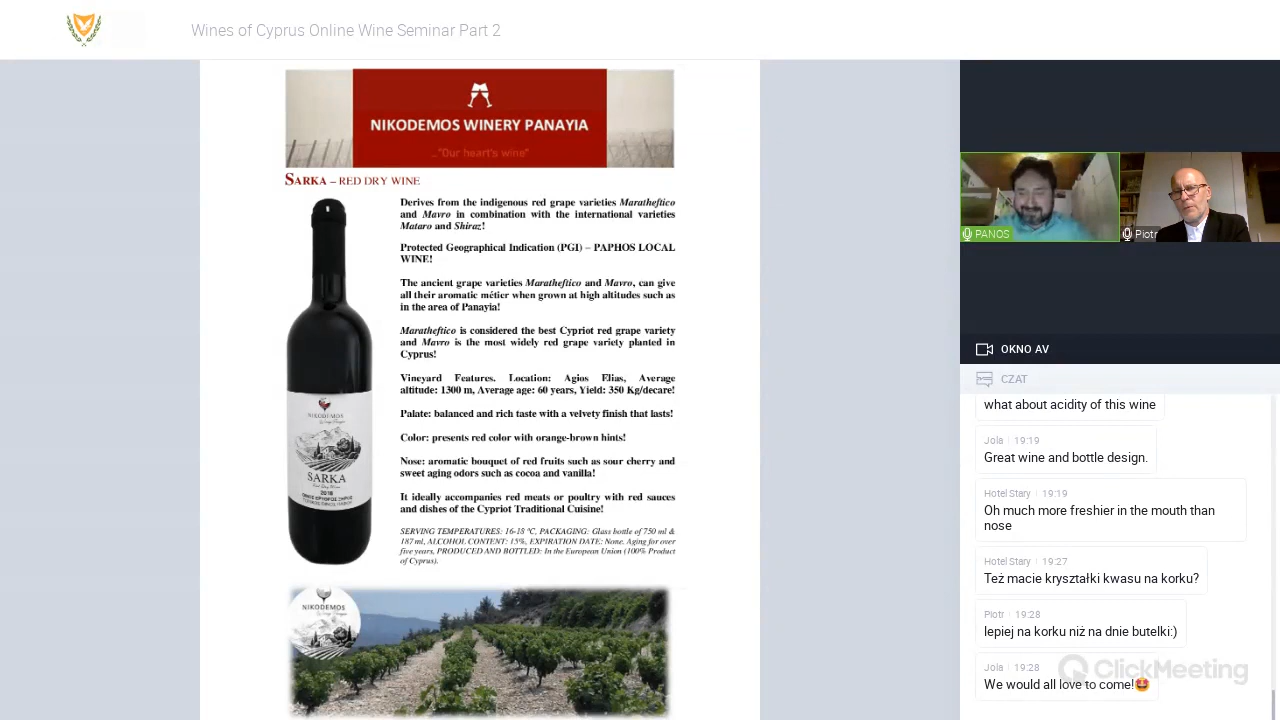 Wines of Cyprus Online Wine Seminar Part 2
NIKODEMOS WINERY PANAYIA
..."Our heart's wine"
SARKA – RED DRY WINE
Derives from the indigenous red grape varieties Maratheftico
and Mavro in combination with the international varieties
Mataro and Shiraz!
Protected Geographical Indication (PGI) – PAPHOS LOCAL
WINE!
The ancient grape varieties Maratheftico and Mavro, can give
all their aromatic métier when grown at high altitudes such as
in the area of Panayia!
Maratheftico is considered the best Cypriot red grape variety
and Mavro is the most widely red grape variety planted in
Cyprus!
Vineyard Features. Location: Agios Elias, Average
altitude: 1300 m, Average age: 60 years, Yield: 350 Kg/decare!
Palate: balanced and rich taste with a velvety finish that lasts!
Color: presents red color with orange-brown hints!
Nose: aromatic bouquet of red fruits such as sour cherry and
sweet aging odors such as cocoa and vanilla!
It ideally accompanies red meats or poultry with red sauces
and dishes of the Cypriot Traditional Cuisine!
SERVING TEMPERATURES: 16-18 °C, PACKAGING: Glass bottle of 750 ml &
187 ml, ALCOHOL CONTENT: 15%, EXPIRATION DATE: None. Aging for over
five years, PRODUCED AND BOTTLED: In the European Union (100% Product
of Cyprus).
NIKODEMOS
SARKA
2018
NIKODEMOS
PANOS
Piotr
OKNO AV
CZAT
what about acidity of this wine
Jola 19:19
Great wine and bottle design.
Hotel Stary 19:19
Oh much more freshier in the mouth than
nose
Hotel Stary 19:27
Też macie kryształki kwasu na korku?
Piotr 19:28
lepiej na korku niż na dnie butelki:)
Jola 19:28
We would all love to come!🤩
ClickMeeting